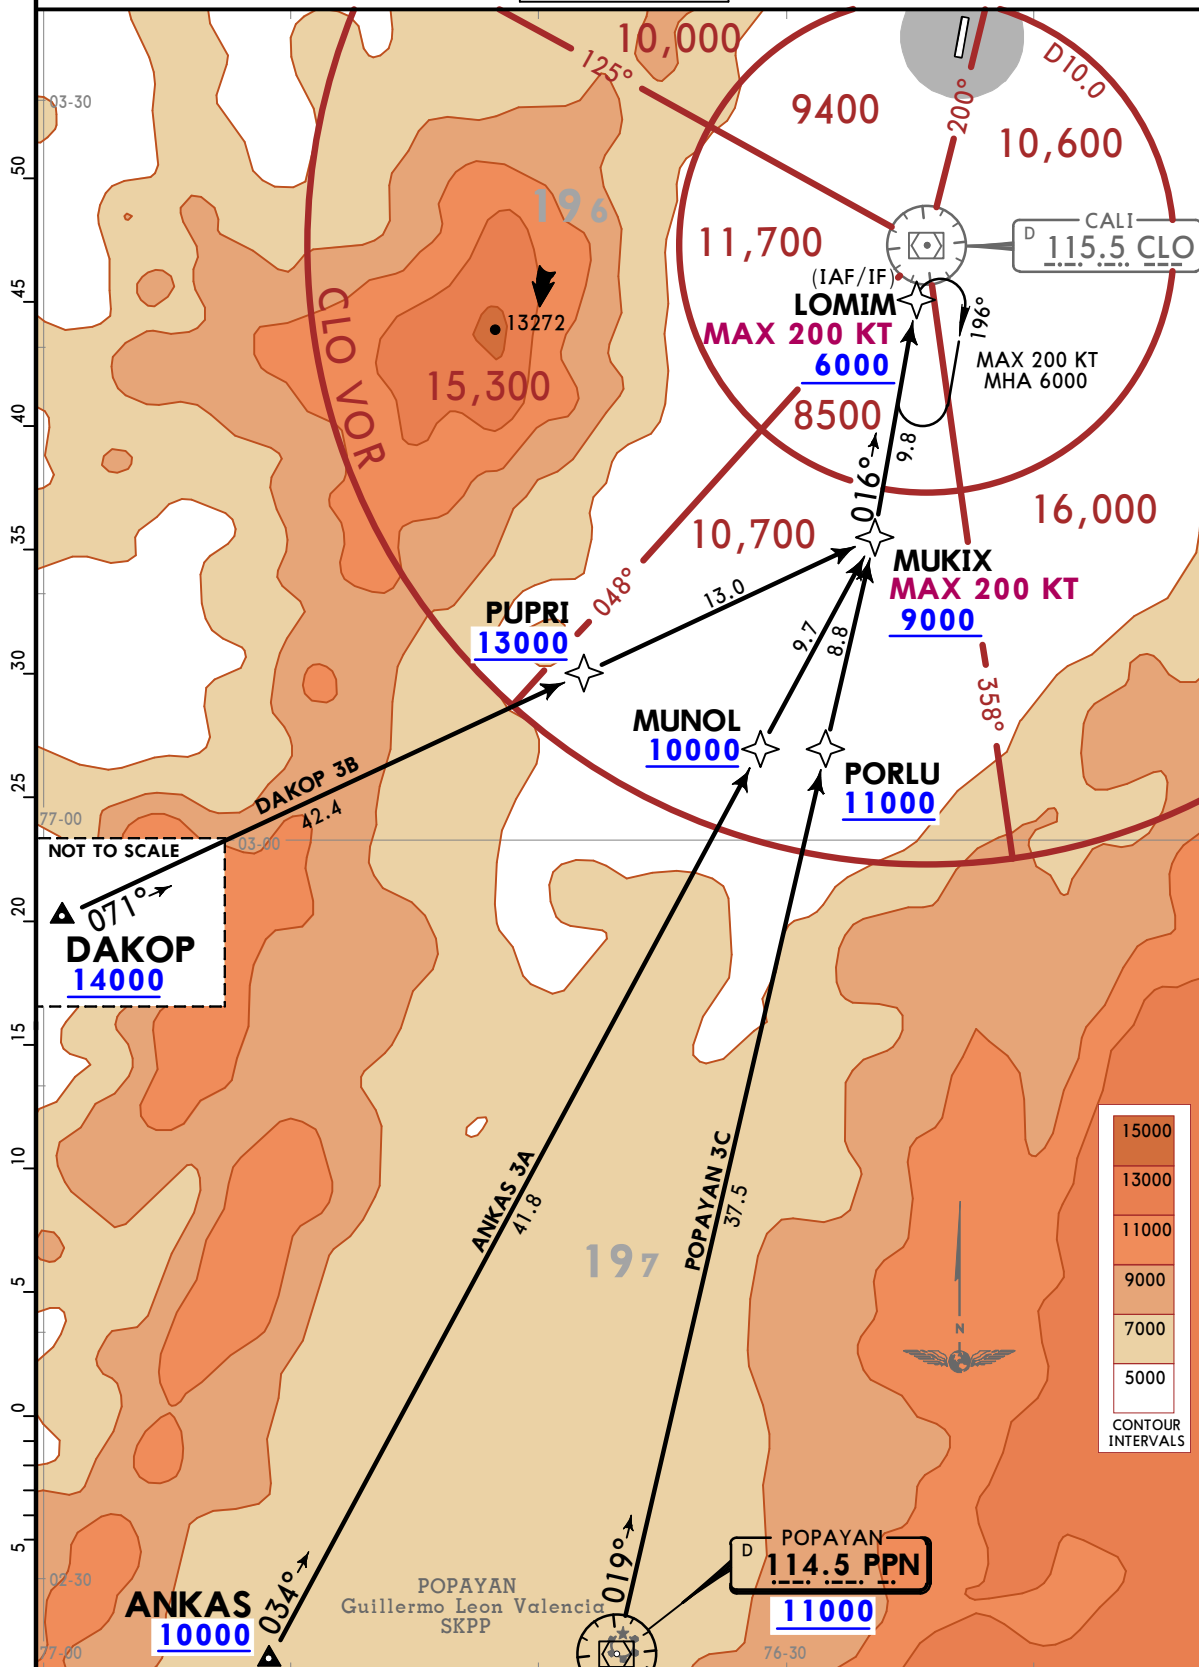 10,000
125°
D10.0
03-30
9400
200°
10,600
50
196
CALI
D 115.5 CLO
11,700
(IAF/IF)
LOMIM
MAX 200 KT
6000
196°
MAX 200 KT
MHA 6000
45
CLO VOR
13272
15,300
8500
40
9.8
016°
16,000
10,700
35
MUKIX
MAX 200 KT
9000
048°
13.0
PUPRI
13000
9.7
8.8
30
358°
MUNOL
10000
PORLU
11000
25
DAKOP 3B
42.4
77-00
03-00
NOT TO SCALE
071°
20
DAKOP
14000
15
15000
13000
11000
9000
7000
5000
CONTOUR
INTERVALS
10
ANKAS 3A
41.8
POPAYAN 3C
37.5
197
5
N
0
5
POPAYAN
D 114.5 PPN
11000
019°
034°
02-30
ANKAS
10000
POPAYAN
Guillermo Leon Valencia
SKPP
77-00
76-30